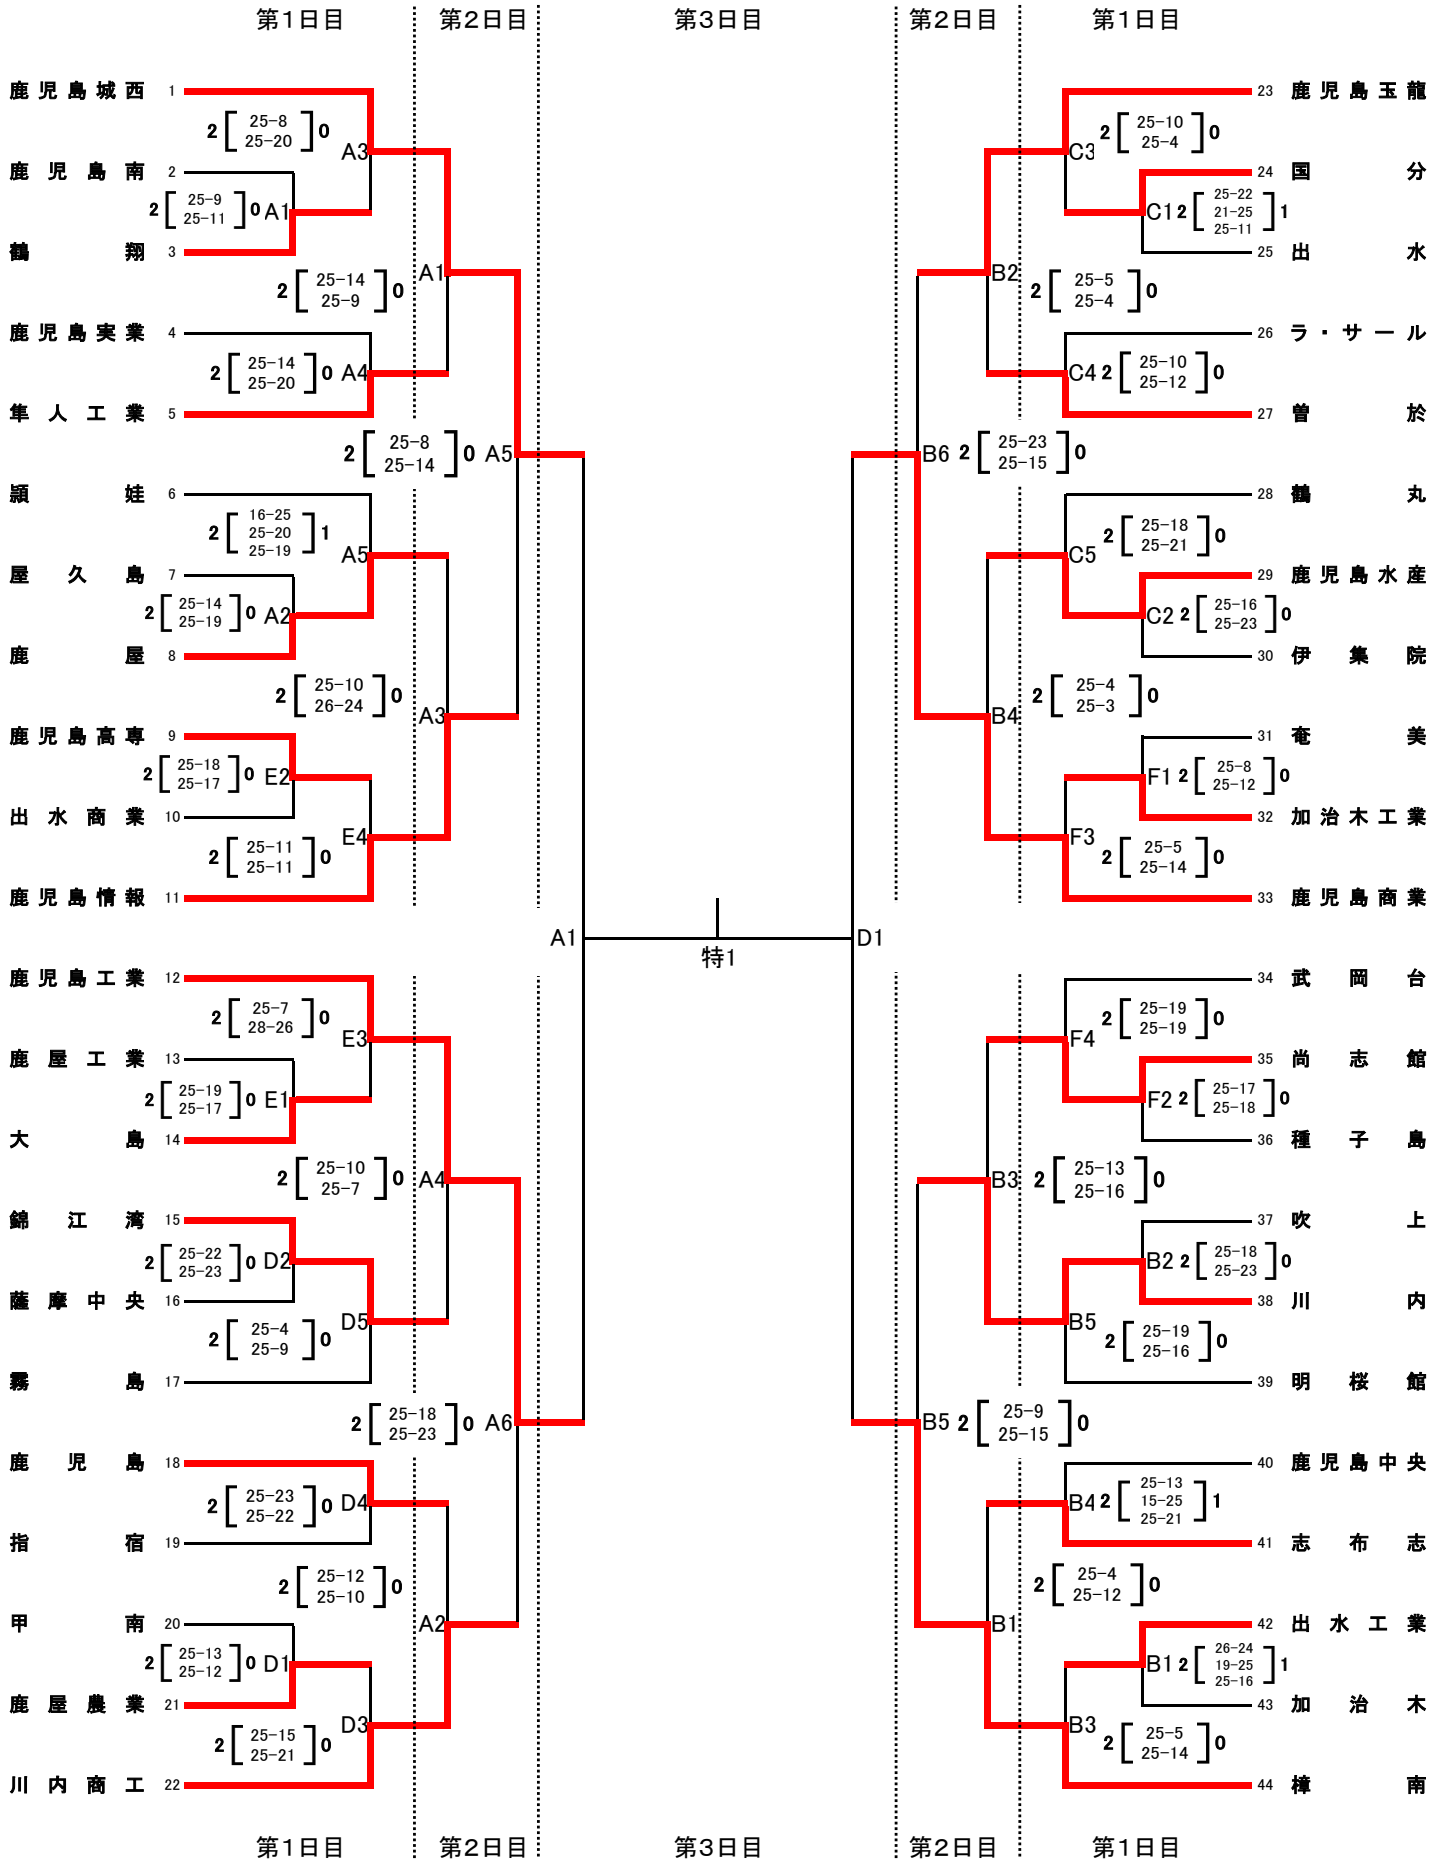 第1日目 第2日目 第3日目 第2日目 第1日目
鹿児島城西 1
2 [ 25-8 25-20 ] 0 A3
鹿児島南 2
2 [ 25-9 25-11 ] 0 A1
鶴翔 3
2 [ 25-14 25-9 ] 0 A1
鹿児島実業 4
2 [ 25-14 25-20 ] 0 A4
隼人工業 5
2 [ 25-8 25-14 ] 0 A5
頴娃 6
2 [ 16-25 25-20 25-19 ] 1 A5
屋久島 7
2 [ 25-14 25-19 ] 0 A2
鹿屋 8
2 [ 25-10 26-24 ] 0 A3
鹿児島高専 9
2 [ 25-18 25-17 ] 0 E2
出水商業 10
2 [ 25-11 25-11 ] 0 E4
鹿児島情報 11
A1 特1 D1
鹿児島工業 12
2 [ 25-7 28-26 ] 0 E3
鹿屋工業 13
2 [ 25-19 25-17 ] 0 E1
大島 14
2 [ 25-10 25-7 ] 0 A4
錦江湾 15
2 [ 25-22 25-23 ] 0 D2
薩摩中央 16
2 [ 25-4 25-9 ] 0 D5
霧島 17
2 [ 25-18 25-23 ] 0 A6
鹿児島 18
2 [ 25-23 25-22 ] 0 D4
指宿 19
2 [ 25-12 25-10 ] 0 A2
甲南 20
2 [ 25-13 25-12 ] 0 D1
鹿屋農業 21
2 [ 25-15 25-21 ] 0 D3
川内商工 22
23 鹿児島玉龍
C3 2 [ 25-10 25-4 ] 0
24 国分
C1 2 [ 25-22 21-25 25-11 ] 1
25 出水
B2 2 [ 25-5 25-4 ] 0
26 ラ・サール
C4 2 [ 25-10 25-12 ] 0
27 曽於
B6 2 [ 25-23 25-15 ] 0
28 鶴丸
C5 2 [ 25-18 25-21 ] 0
29 鹿児島水産
C2 2 [ 25-16 25-23 ] 0
30 伊集院
B4 2 [ 25-4 25-3 ] 0
31 奄美
F1 2 [ 25-8 25-12 ] 0
32 加治木工業
F3 2 [ 25-5 25-14 ] 0
33 鹿児島商業
34 武岡台
F4 2 [ 25-19 25-19 ] 0
35 尚志館
F2 2 [ 25-17 25-18 ] 0
36 種子島
B3 2 [ 25-13 25-16 ] 0
37 吹上
B2 2 [ 25-18 25-23 ] 0
38 川内
B5 2 [ 25-19 25-16 ] 0
39 明桜館
B5 2 [ 25-9 25-15 ] 0
40 鹿児島中央
B4 2 [ 25-13 15-25 25-21 ] 1
41 志布志
B1 2 [ 25-4 25-12 ] 0
42 出水工業
B1 2 [ 26-24 19-25 25-16 ] 1
43 加治木
B3 2 [ 25-5 25-14 ] 0
44 樟南
第1日目 第2日目 第3日目 第2日目 第1日目